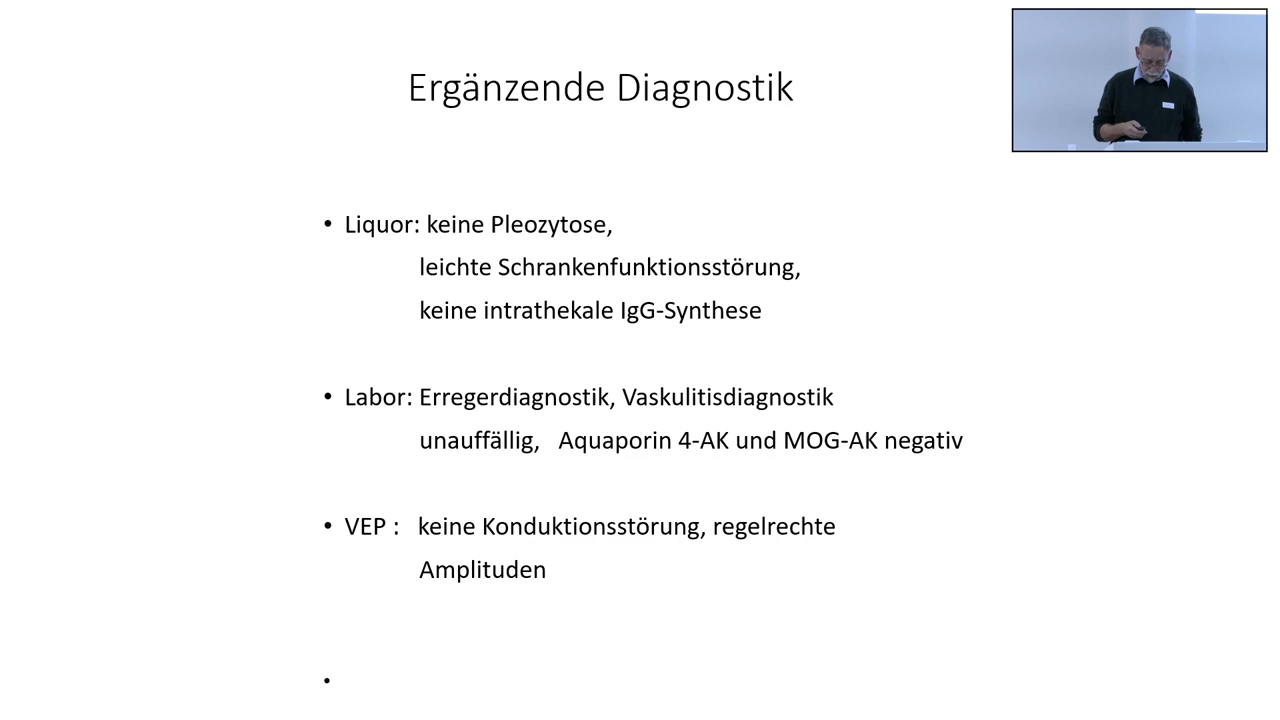 Ergänzende Diagnostik
• Liquor: keine Pleozytose,
leichte Schrankenfunktionsstörung,
keine intrathekale IgG-Synthese
• Labor: Erregerdiagnostik, Vaskulitisdiagnostik
unauffällig, Aquaporin 4-AK und MOG-AK negativ
• VEP : keine Konduktionsstörung, regelrechte
Amplituden
•